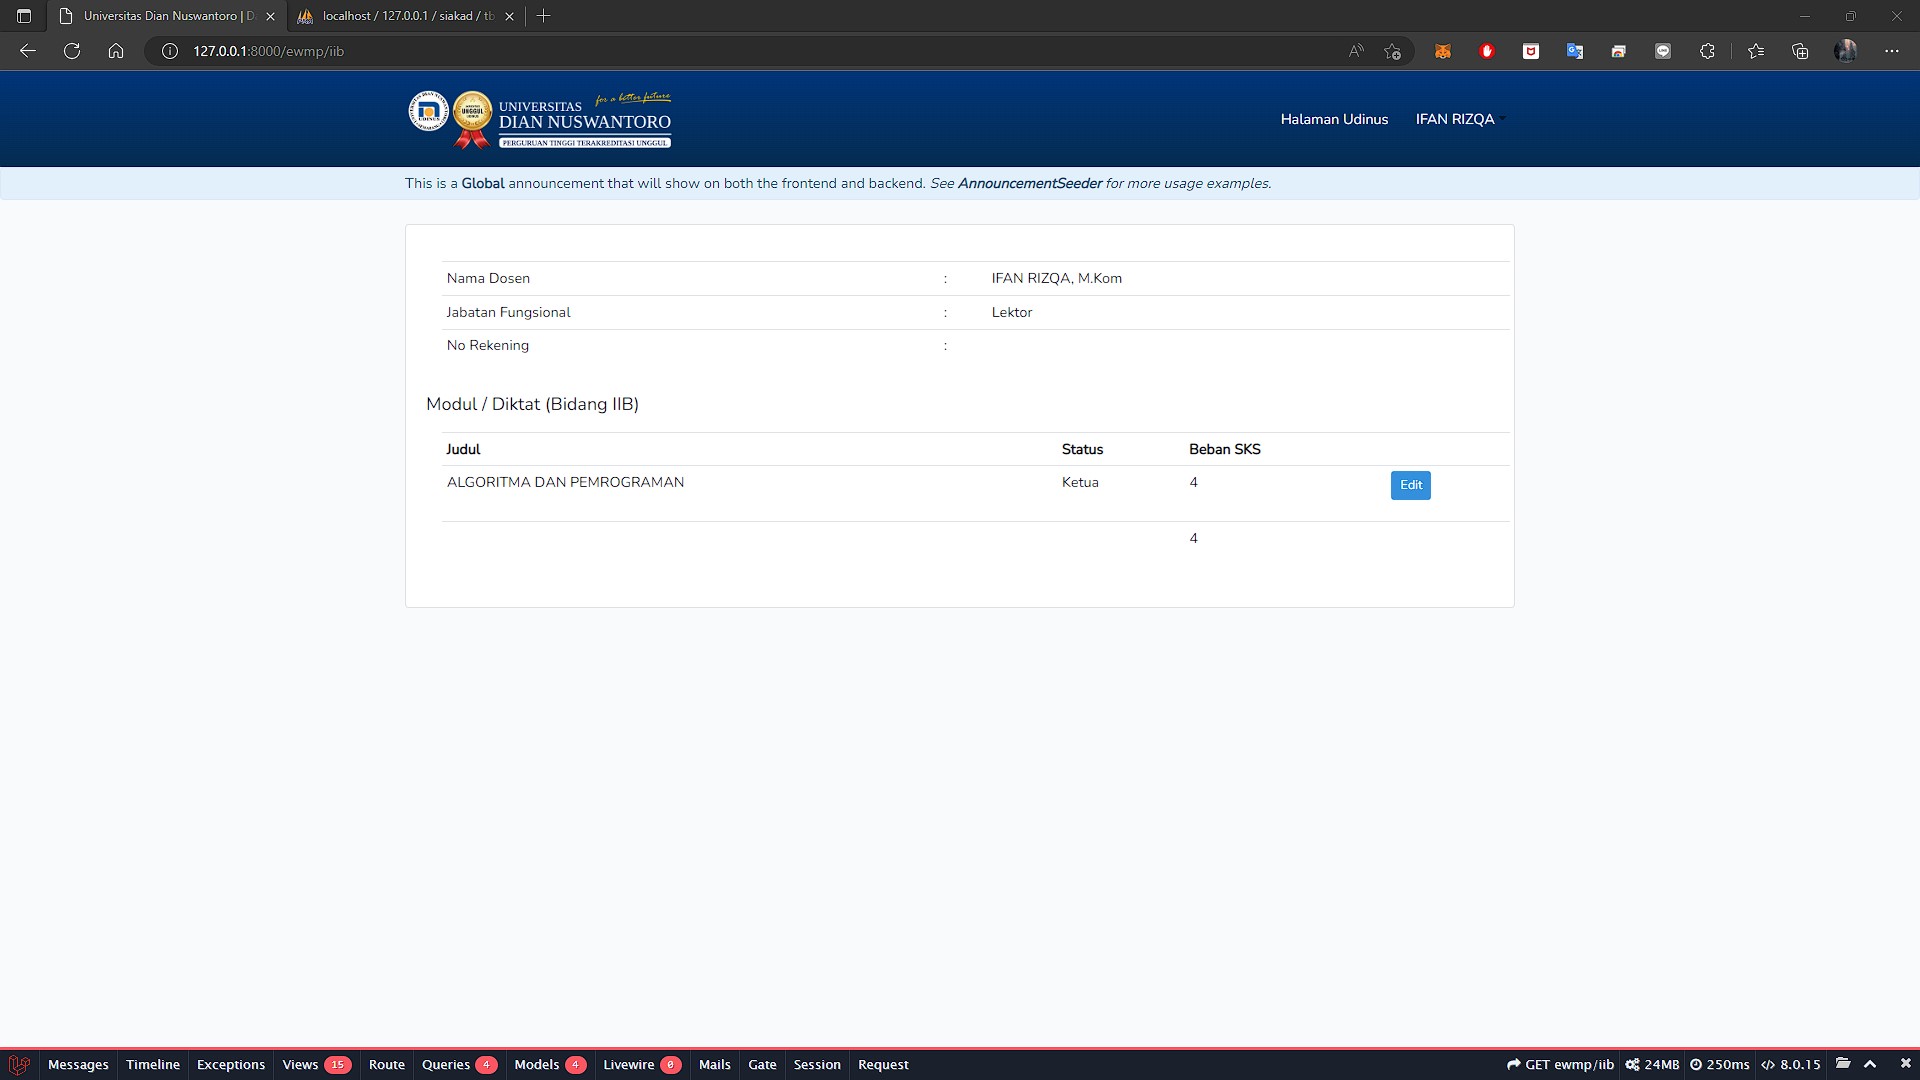 Universitas Dian Nuswantoro | D
localhost / 127.0.0.1 / siakad / tb
127.0.0.1:8000/ewmp/iib
for a better future
UNIVERSITAS
DIAN NUSWANTORO
PERGURUAN TINGGI TERAKREDITASI UNGGUL
UNGGUL
UDINUS
Halaman Udinus
IFAN RIZQA
This is a Global announcement that will show on both the frontend and backend. See AnnouncementSeeder for more usage examples.
Nama Dosen : IFAN RIZQA, M.Kom
Jabatan Fungsional : Lektor
No Rekening :
Modul / Diktat (Bidang IIB)
Judul Status Beban SKS
ALGORITMA DAN PEMROGRAMAN Ketua 4 Edit
4
Messages Timeline Exceptions Views 15 Route Queries 4 Models 4 Livewire 0 Mails Gate Session Request GET ewmp/iib 24MB 250ms 8.0.15